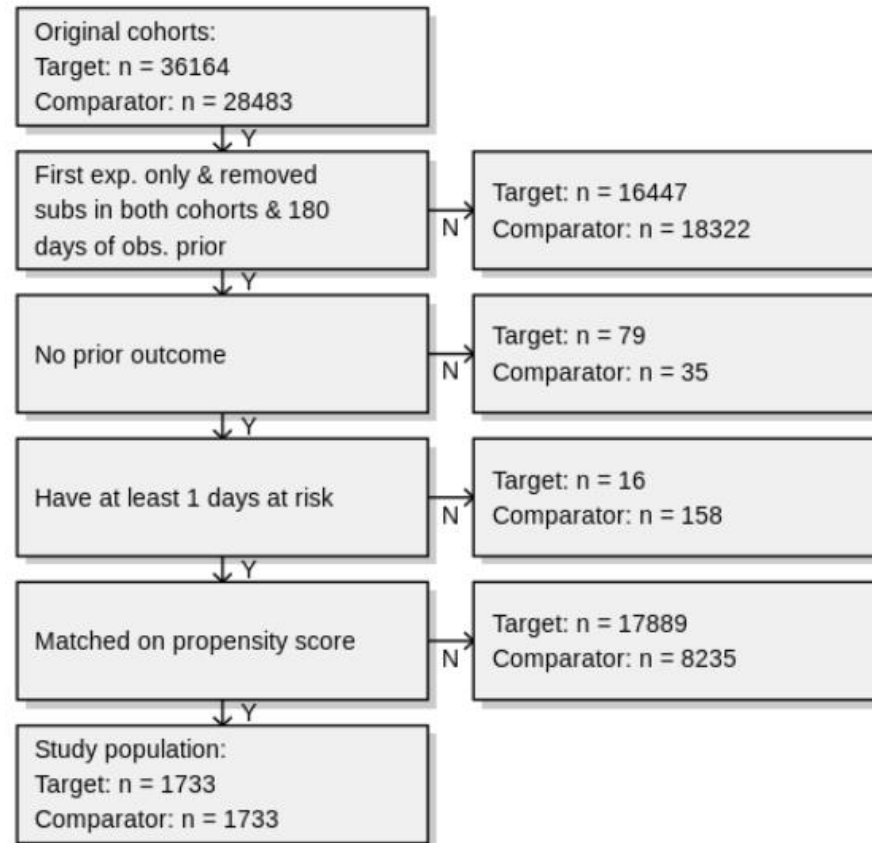 Original cohorts:
Target: n = 36164
Comparator: n = 28483
Y
First exp. only & removed
subs in both cohorts & 180
days of obs. prior
N
Target: n = 16447
Comparator: n = 18322
Y
No prior outcome
N
Target: n = 79
Comparator: n = 35
Y
Have at least 1 days at risk
N
Target: n = 16
Comparator: n = 158
Y
Matched on propensity score
N
Target: n = 17889
Comparator: n = 8235
Y
Study population:
Target: n = 1733
Comparator: n = 1733